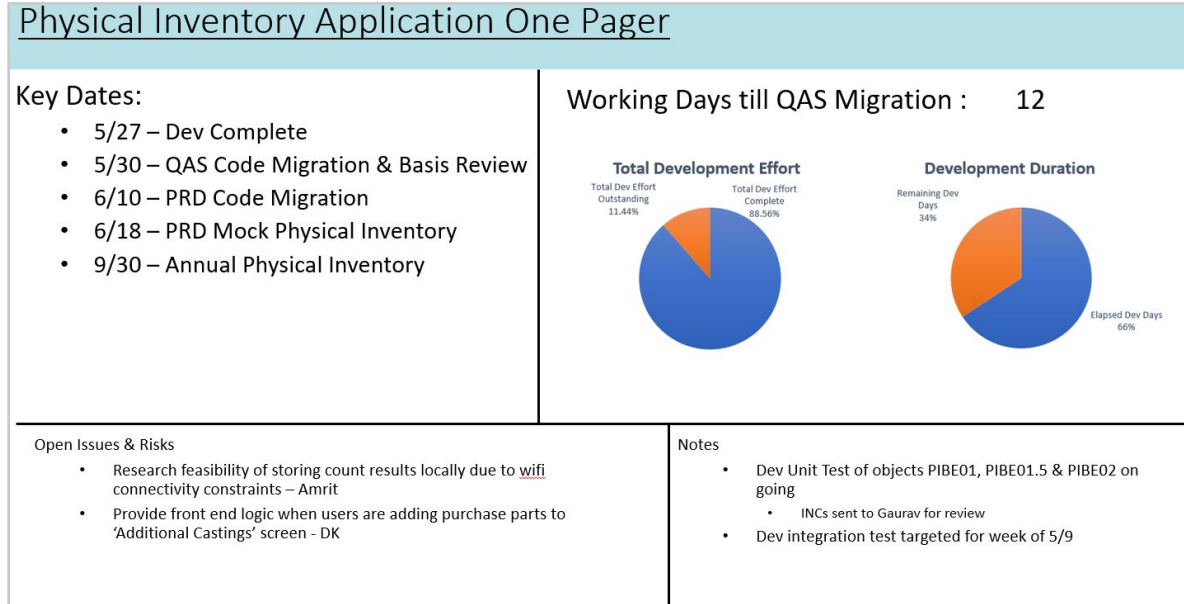 Physical Inventory Application One Pager
Key Dates:
• 5/27 – Dev Complete
• 5/30 – QAS Code Migration & Basis Review
• 6/10 – PRD Code Migration
• 6/18 – PRD Mock Physical Inventory
• 9/30 – Annual Physical Inventory
Working Days till QAS Migration : 12
Total Development Effort
Total Dev Effort
Outstanding
11.44%
Total Dev Effort
Complete
88.56%
Development Duration
Remaining Dev
Days
34%
Elapsed Dev Days
66%
Open Issues & Risks
• Research feasibility of storing count results locally due to wifi
connectivity constraints – Amrit
• Provide front end logic when users are adding purchase parts to
‘Additional Castings’ screen - DK
Notes
• Dev Unit Test of objects PIBE01, PIBE01.5 & PIBE02 on
going
• INCs sent to Gaurav for review
• Dev integration test targeted for week of 5/9